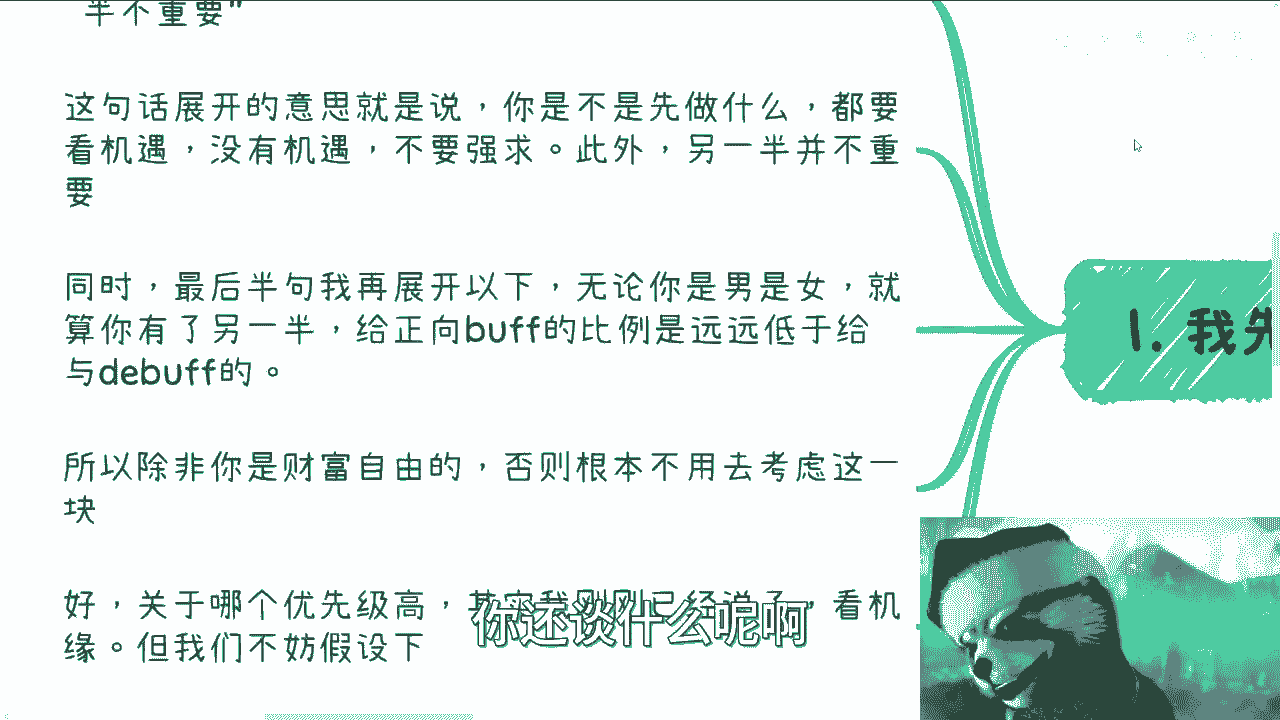 半不重要"
这句话展开的意思就是说，你是不是先做什么，都要
看机遇，没有机遇，不要强求。此外，另一半并不重
要
同时，最后半句我再展开以下，无论你是男是女，就
算你有了另一半，给正向buff的比例是远远低于给
与debuff的。
所以除非你是财富自由的，否则根本不用去考虑这一
块
好，关于哪个优先级高，其实我刚刚已经说了，看机
缘。但我们不妨假设下
你还谈什么呢啊
1. 我先